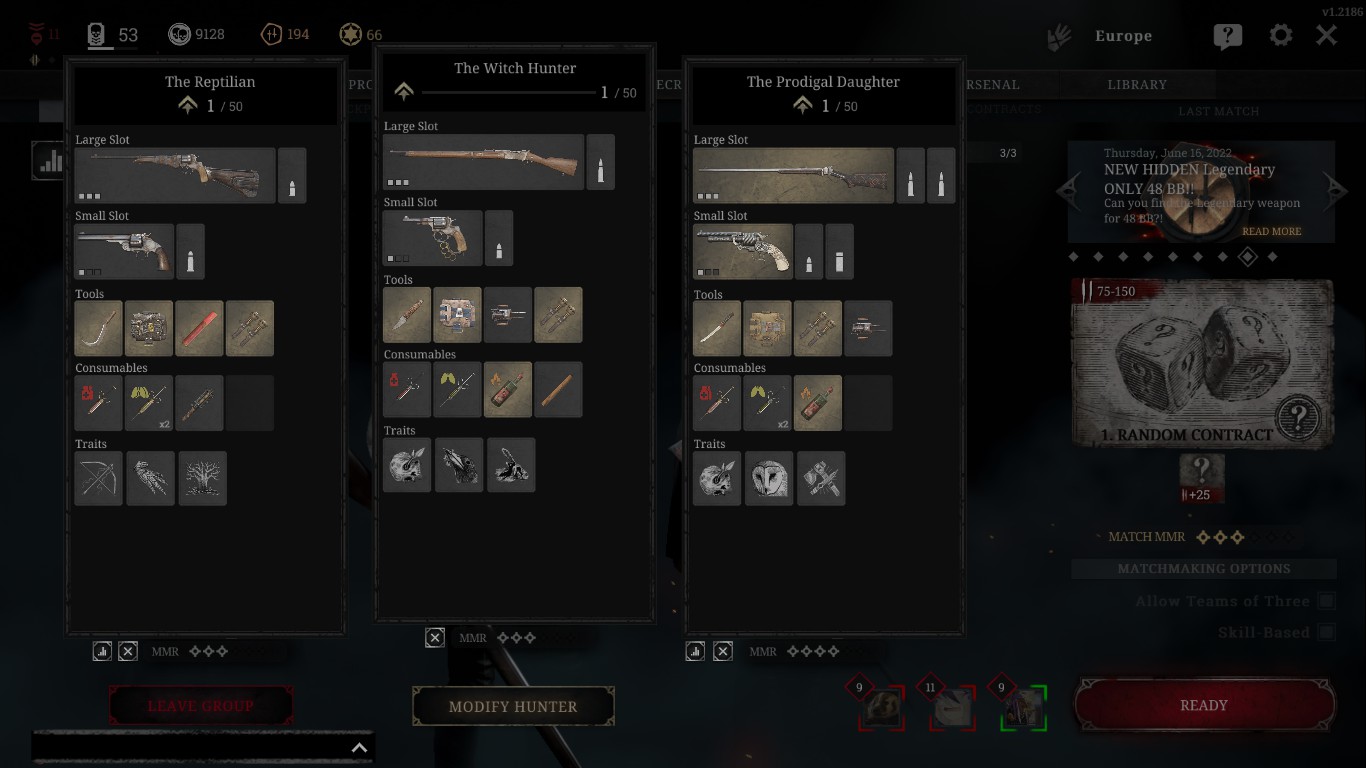 v1.2186
11
53
9128
194
66
Europe
PRO
ECR
RSENAL
LIBRARY
CONTRACTS
LAST MATCH
The Reptilian
1 / 50
Large Slot
Small Slot
Tools
Consumables
x2
Traits
MMR
The Witch Hunter
1 / 50
Large Slot
Small Slot
Tools
Consumables
Traits
MMR
The Prodigal Daughter
1 / 50
Large Slot
Small Slot
Tools
Consumables
x2
Traits
MMR
3/3
Thursday, June 16, 2022
NEW HIDDEN Legendary
ONLY 48 BB!!
Can you find the Legendary weapon
for 48 BB?!
READ MORE
75-150
1. RANDOM CONTRACT
+25
MATCH MMR
MATCHMAKING OPTIONS
Allow Teams of Three
Skill-Based
LEAVE GROUP
MODIFY HUNTER
9
11
9
READY